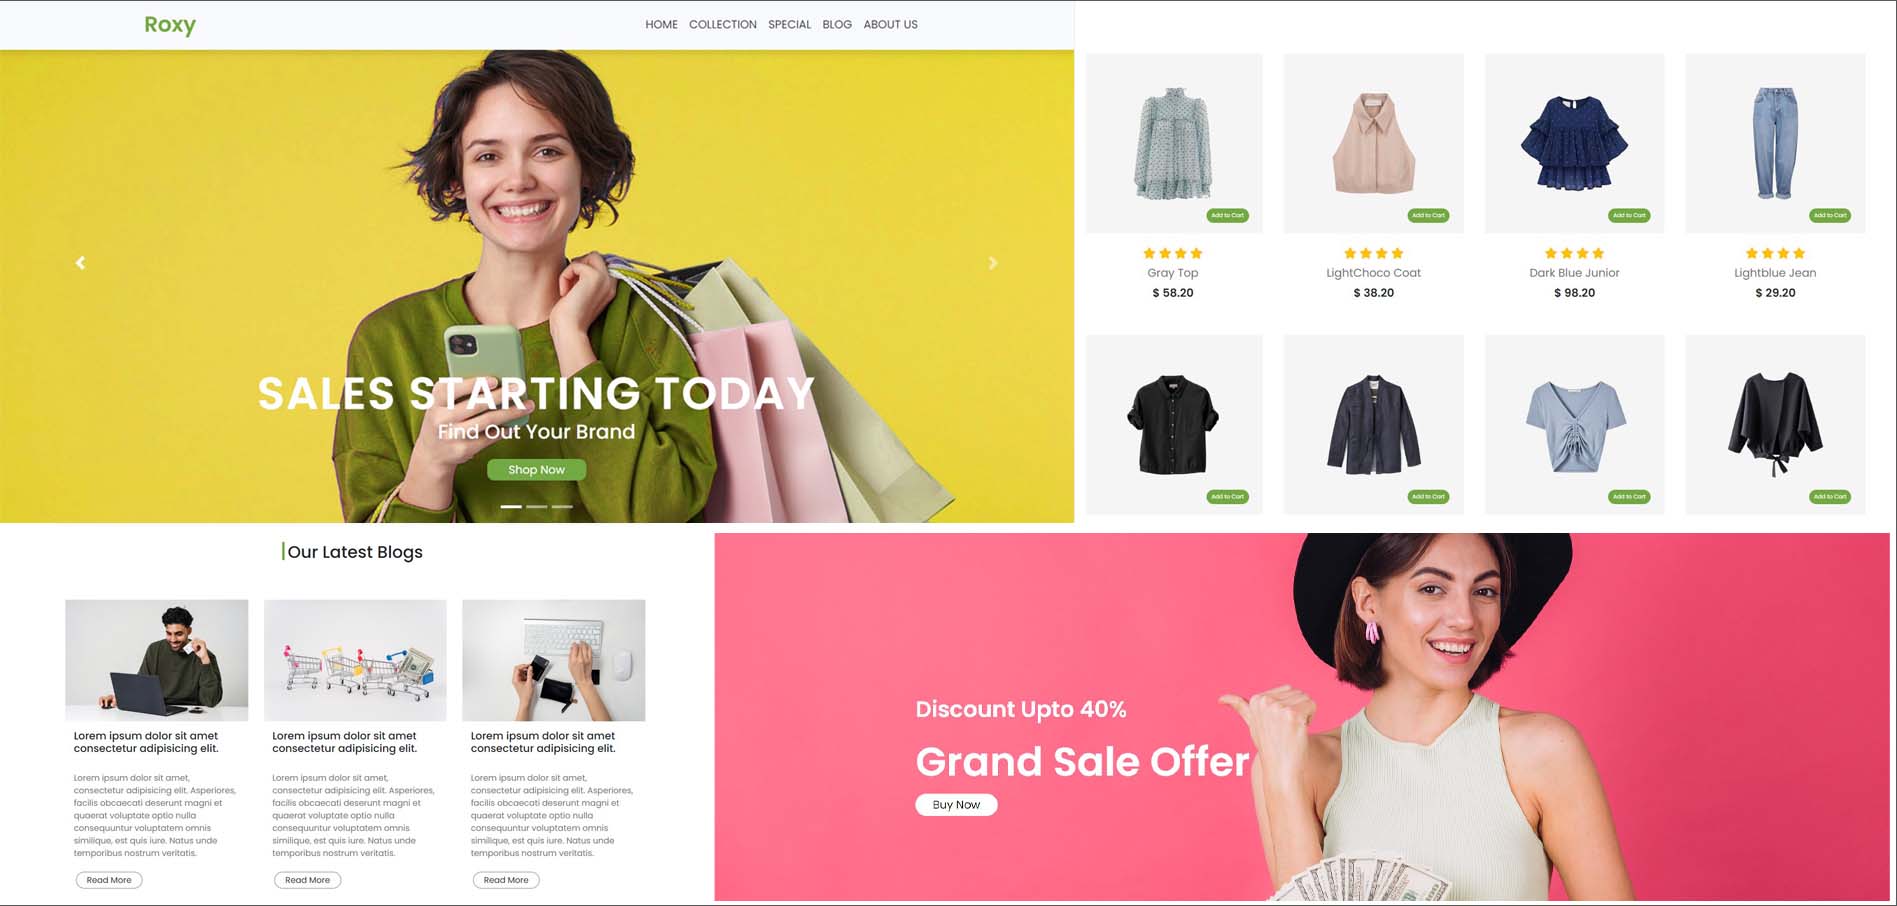 Roxy
HOME COLLECTION SPECIAL BLOG ABOUT US
SALES STARTING TODAY
Find Out Your Brand
Shop Now
Add to Cart Add to Cart Add to Cart Add to Cart
Gray Top LightChoco Coat Dark Blue Junior Lightblue Jean
$ 58.20 $ 38.20 $ 98.20 $ 29.20
Add to Cart Add to Cart Add to Cart Add to Cart
Our Latest Blogs
Lorem ipsum dolor sit amet
consectetur adipisicing elit.
Lorem ipsum dolor sit amet,
consectetur adipisicing elit. Asperiores,
facilis obcaecati deserunt magni et
quaerat voluptate optio nulla
consequuntur voluptatem omnis
similique, est quis iure. Natus unde
temporibus nostrum veritatis.
Read More
Lorem ipsum dolor sit amet
consectetur adipisicing elit.
Lorem ipsum dolor sit amet,
consectetur adipisicing elit. Asperiores,
facilis obcaecati deserunt magni et
quaerat voluptate optio nulla
consequuntur voluptatem omnis
similique, est quis iure. Natus unde
temporibus nostrum veritatis.
Read More
Lorem ipsum dolor sit amet
consectetur adipisicing elit.
Lorem ipsum dolor sit amet,
consectetur adipisicing elit. Asperiores,
facilis obcaecati deserunt magni et
quaerat voluptate optio nulla
consequuntur voluptatem omnis
similique, est quis iure. Natus unde
temporibus nostrum veritatis.
Read More
Discount Upto 40%
Grand Sale Offer
Buy Now